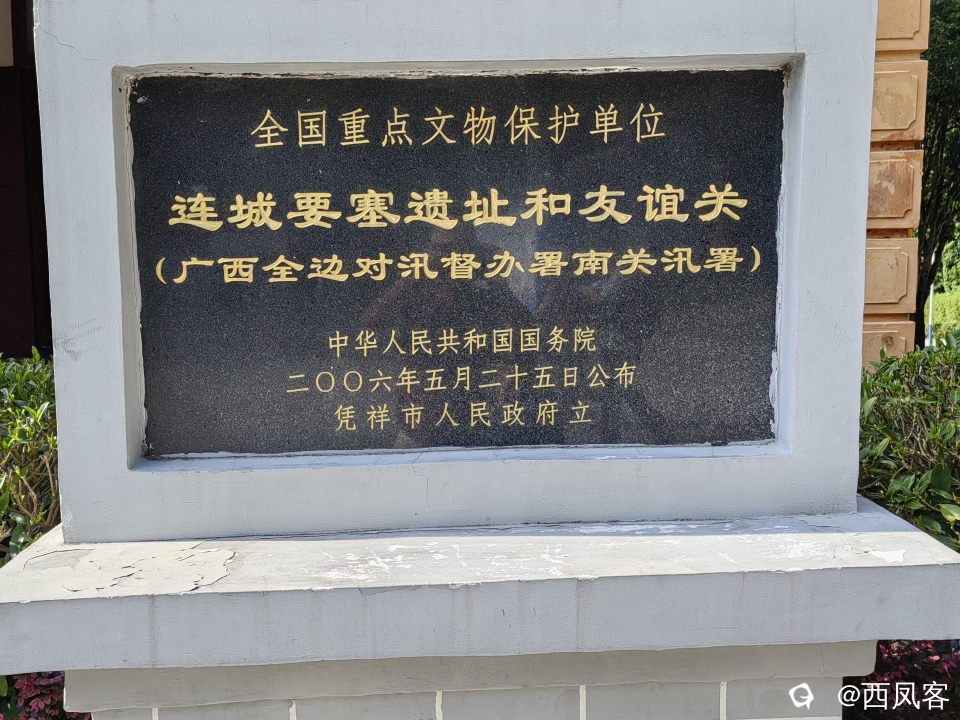 全国重点文物保护单位
连城要塞遗址和友谊关
(广西全边对汛督办署南关汛署)
中华人民共和国国务院
二〇〇六年五月二十五日公布
凭祥市人民政府立
@西凤客